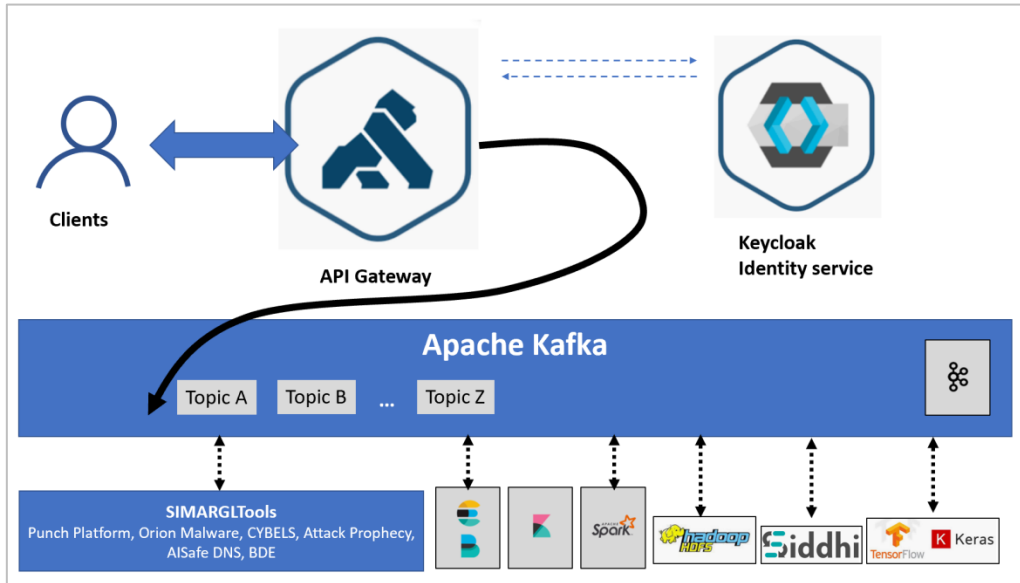 Clients
API Gateway
Keycloak
Identity service
Apache Kafka
Topic A
Topic B
...
Topic Z
SIMARGLTools
Punch Platform, Orion Malware, CYBELS, Attack Prophecy,
AISafe DNS, BDE
APACHE
Spark
hadoop
HDFS
Siddhi
TensorFlow
K Keras